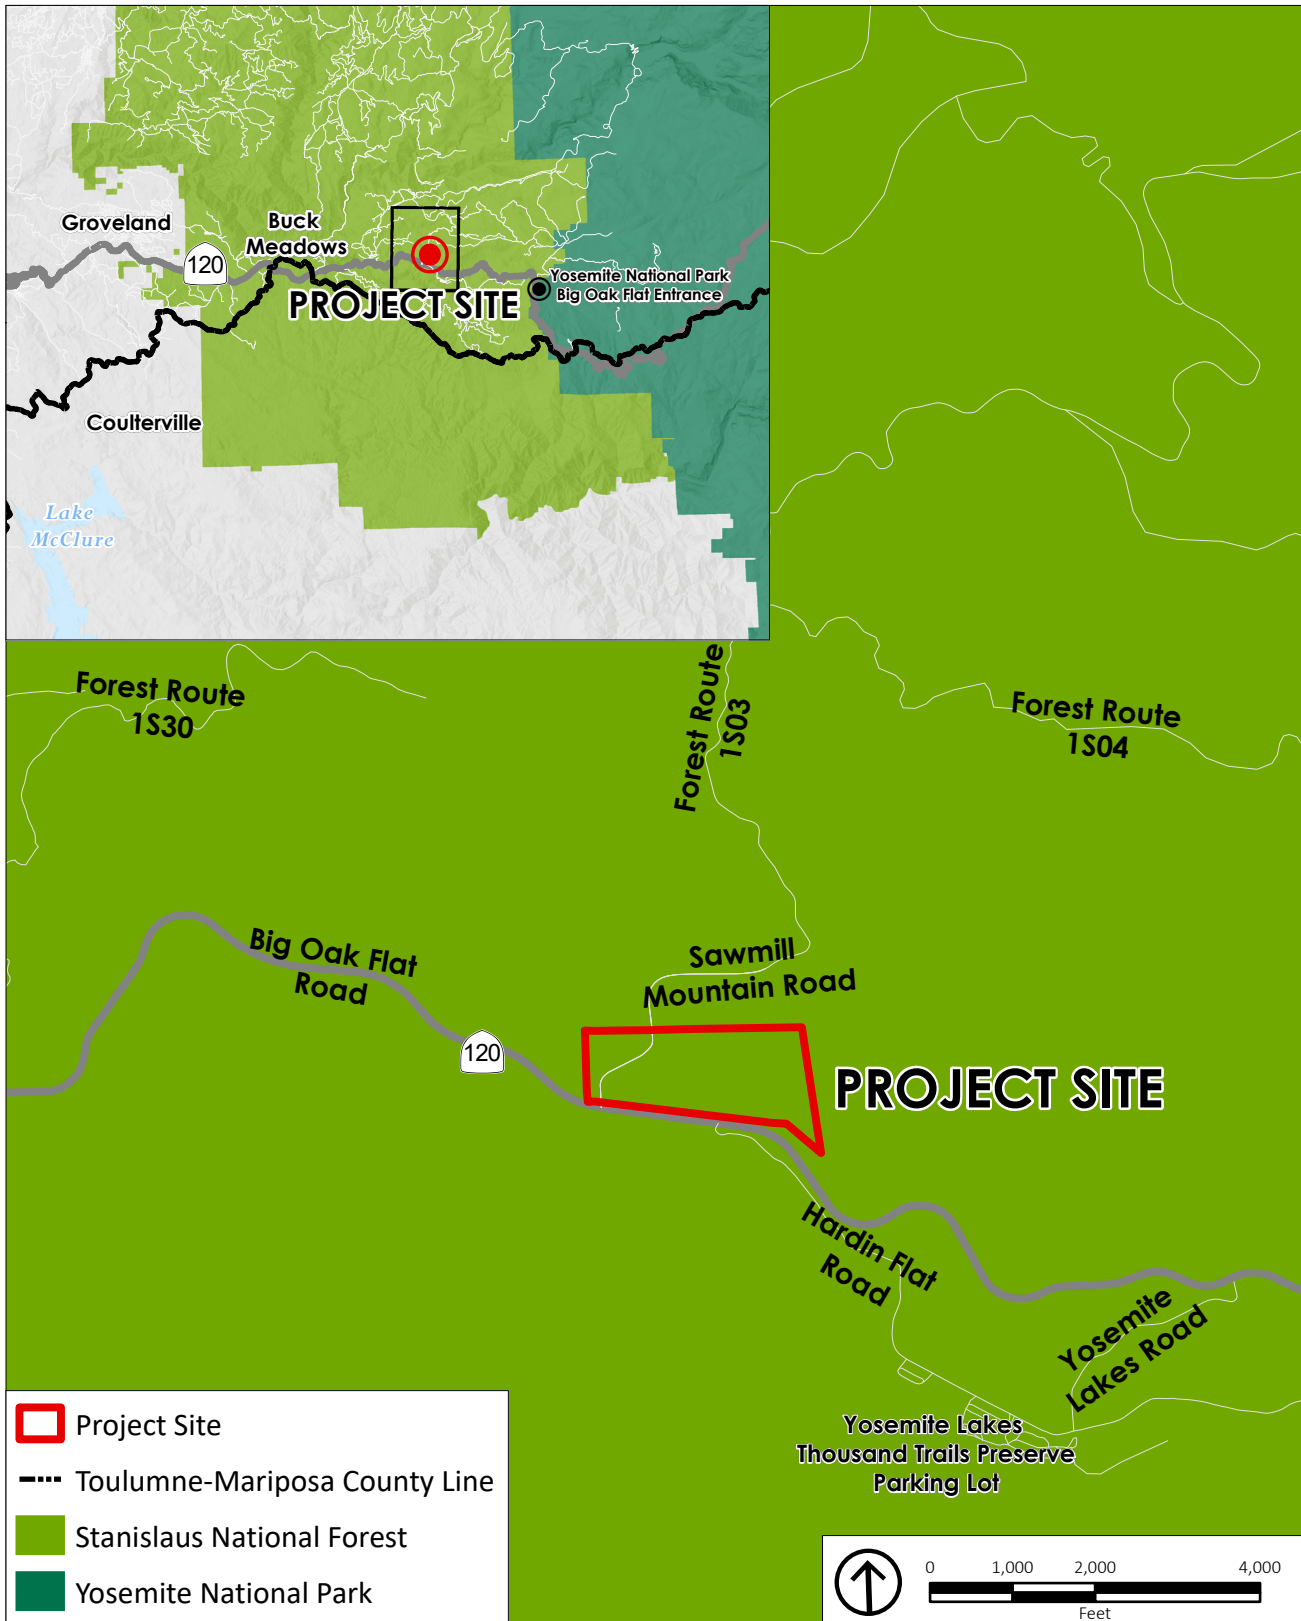 Groveland
Buck
Meadows
120
Yosemite National Park
Big Oak Flat Entrance
PROJECT SITE
Coulterville
Lake
McClure
Forest Route
1S30
Forest Route
1S03
Forest Route
1S04
Big Oak Flat
Road
Sawmill
Mountain Road
120
PROJECT SITE
Hardin Flat
Road
Yosemite
Lakes Road
Yosemite Lakes
Thousand Trails Preserve
Parking Lot
Project Site
Toulumne-Mariposa County Line
Stanislaus National Forest
Yosemite National Park
0 1,000 2,000 4,000
Feet